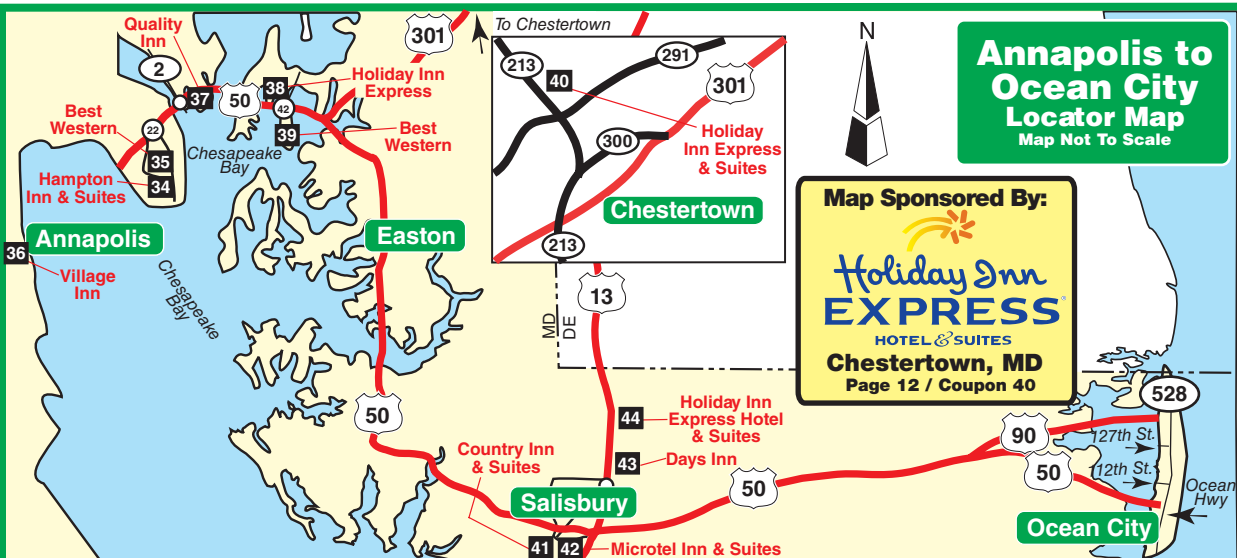 Annapolis to
Ocean City
Locator Map
Map Not To Scale
N
Map Sponsored By:
Holiday Inn
EXPRESS
HOTEL & SUITES
Chestertown, MD
Page 12 / Coupon 40
To Chestertown
213
291
40
301
Holiday
Inn Express
& Suites
300
Chestertown
213
Quality
Inn
2
37
50
38
Holiday Inn
Express
301
42
39
Best
Western
22
Best
Western
35
34
Hampton
Inn & Suites
Chesapeake
Bay
Annapolis
36
Village
Inn
Chesapeake
Bay
Easton
50
13
MD
DE
44
Holiday Inn
Express Hotel
& Suites
43
Days Inn
Country Inn
& Suites
Salisbury
41
42
Microtel Inn & Suites
50
90
50
528
127th St.
112th St.
Ocean
Hwy
Ocean City